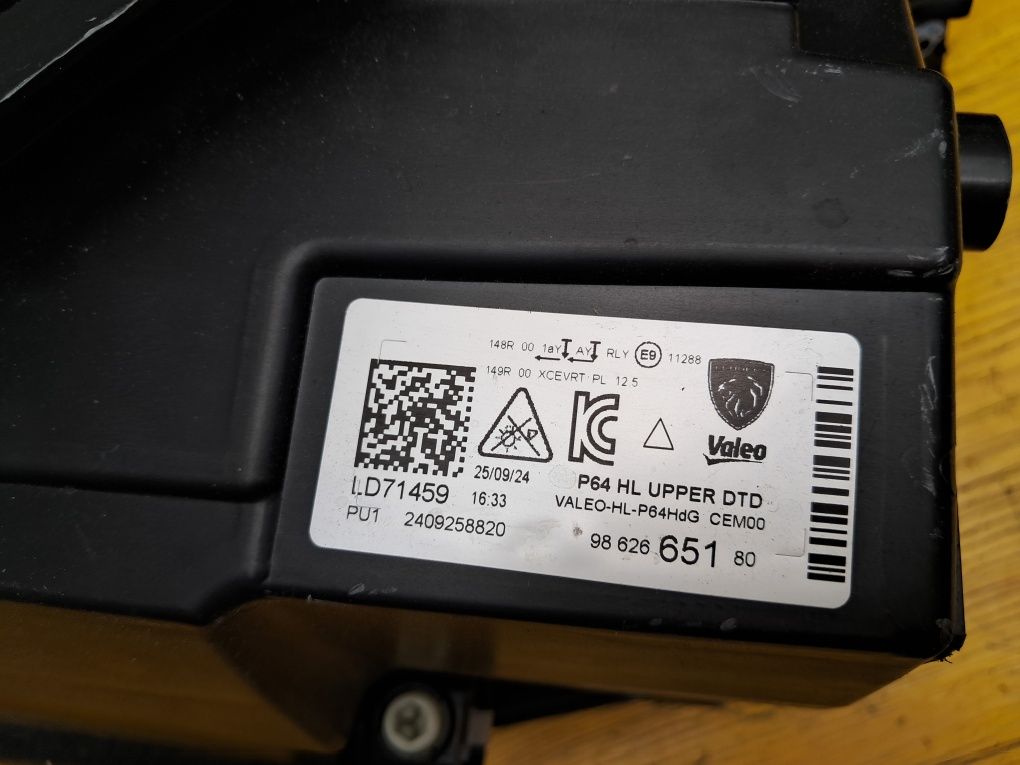 148R 00 1aY AY RLY E9 11288
149R 00 XCEVRT PL 12 5
PEUGEOT
Valeo
25/09/24
LD71459 16:33
PU1 2409258820
P64 HL UPPER DTD
VALEO-HL-P64HdG CEM00
98 626 651 80